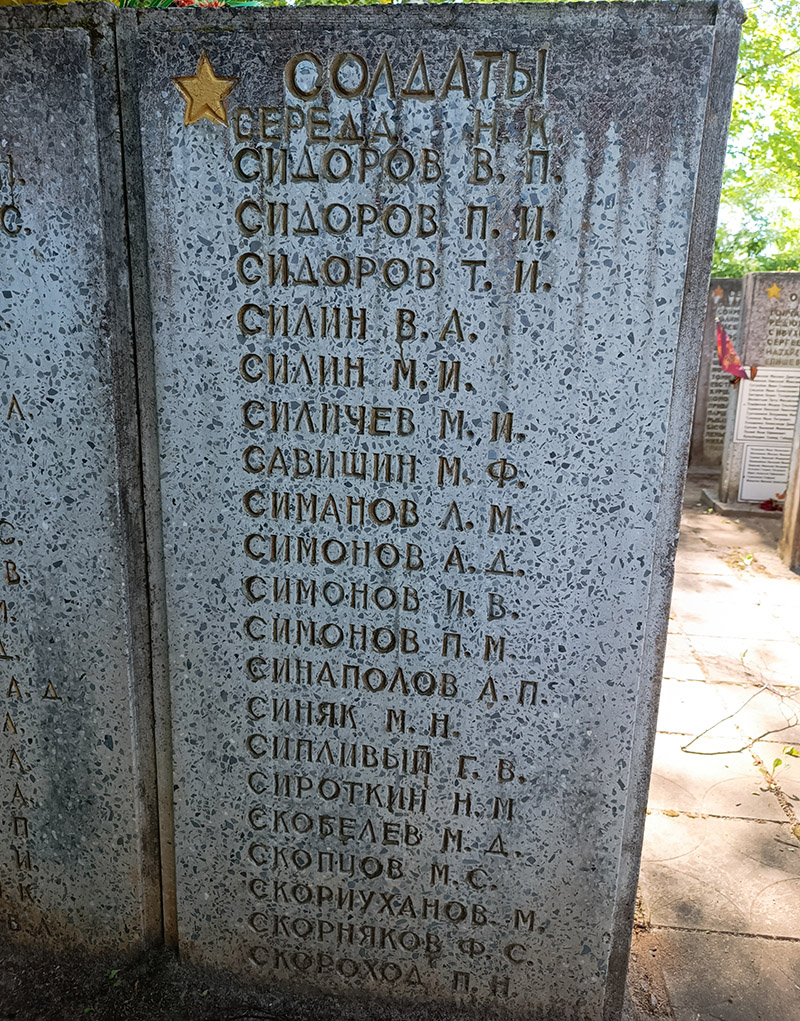 СОЛДАТЫ
СЕРЕДА Н К
СИДОРОВ В. П.
СИДОРОВ П. И.
СИДОРОВ Т. И.
СИЛИН В. А.
СИЛИН М. И.
СИЛИЧЕВ М. И.
САВИШИН М. Ф.
СИМАНОВ Л. М.
СИМОНОВ А. Д.
СИМОНОВ И. В.
СИМОНОВ П. М.
СИНАПОЛОВ А. П.
СИНЯК М. Н.
СИПЛИВЫЙ Г. В.
СИРОТКИН Н. М
СКОБЕЛЕВ М. Д.
СКОПЦОВ М. С.
СКОРИУХАНОВ М.
СКОРНЯКОВ Ф. С.
СКОРОХОД П. Н.